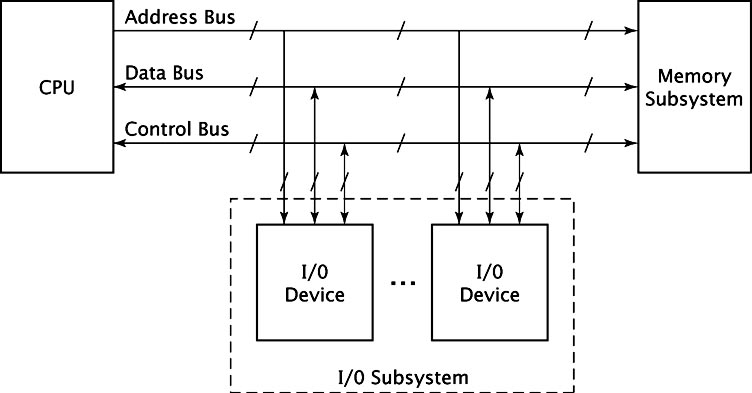 Address Bus
CPU
Data Bus
Control Bus
Memory
Subsystem
I/0
Device
...
I/0
Device
I/0 Subsystem